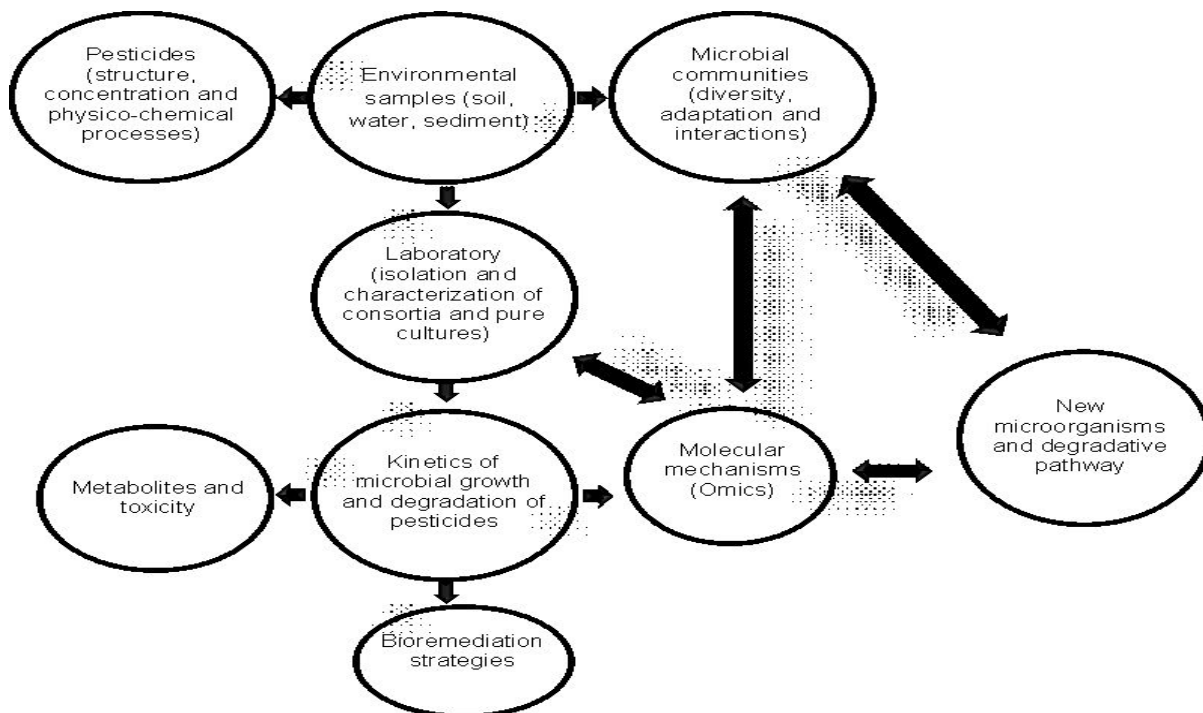 Pesticides
(structure,
concentration and
physico-chemical
processes)
Environmental
samples (soil,
water, sediment)
Microbial
communities
(diversity,
adaptation and
interactions)
Laboratory
(isolation and
characterization of
consortia and pure
cultures)
New
microorganisms
and degradative
pathway
Metabolites and
toxicity
Kinetics of
microbial growth
and degradation of
pesticides
Molecular
mechanisms
(Omics)
Bioremediation
strategies